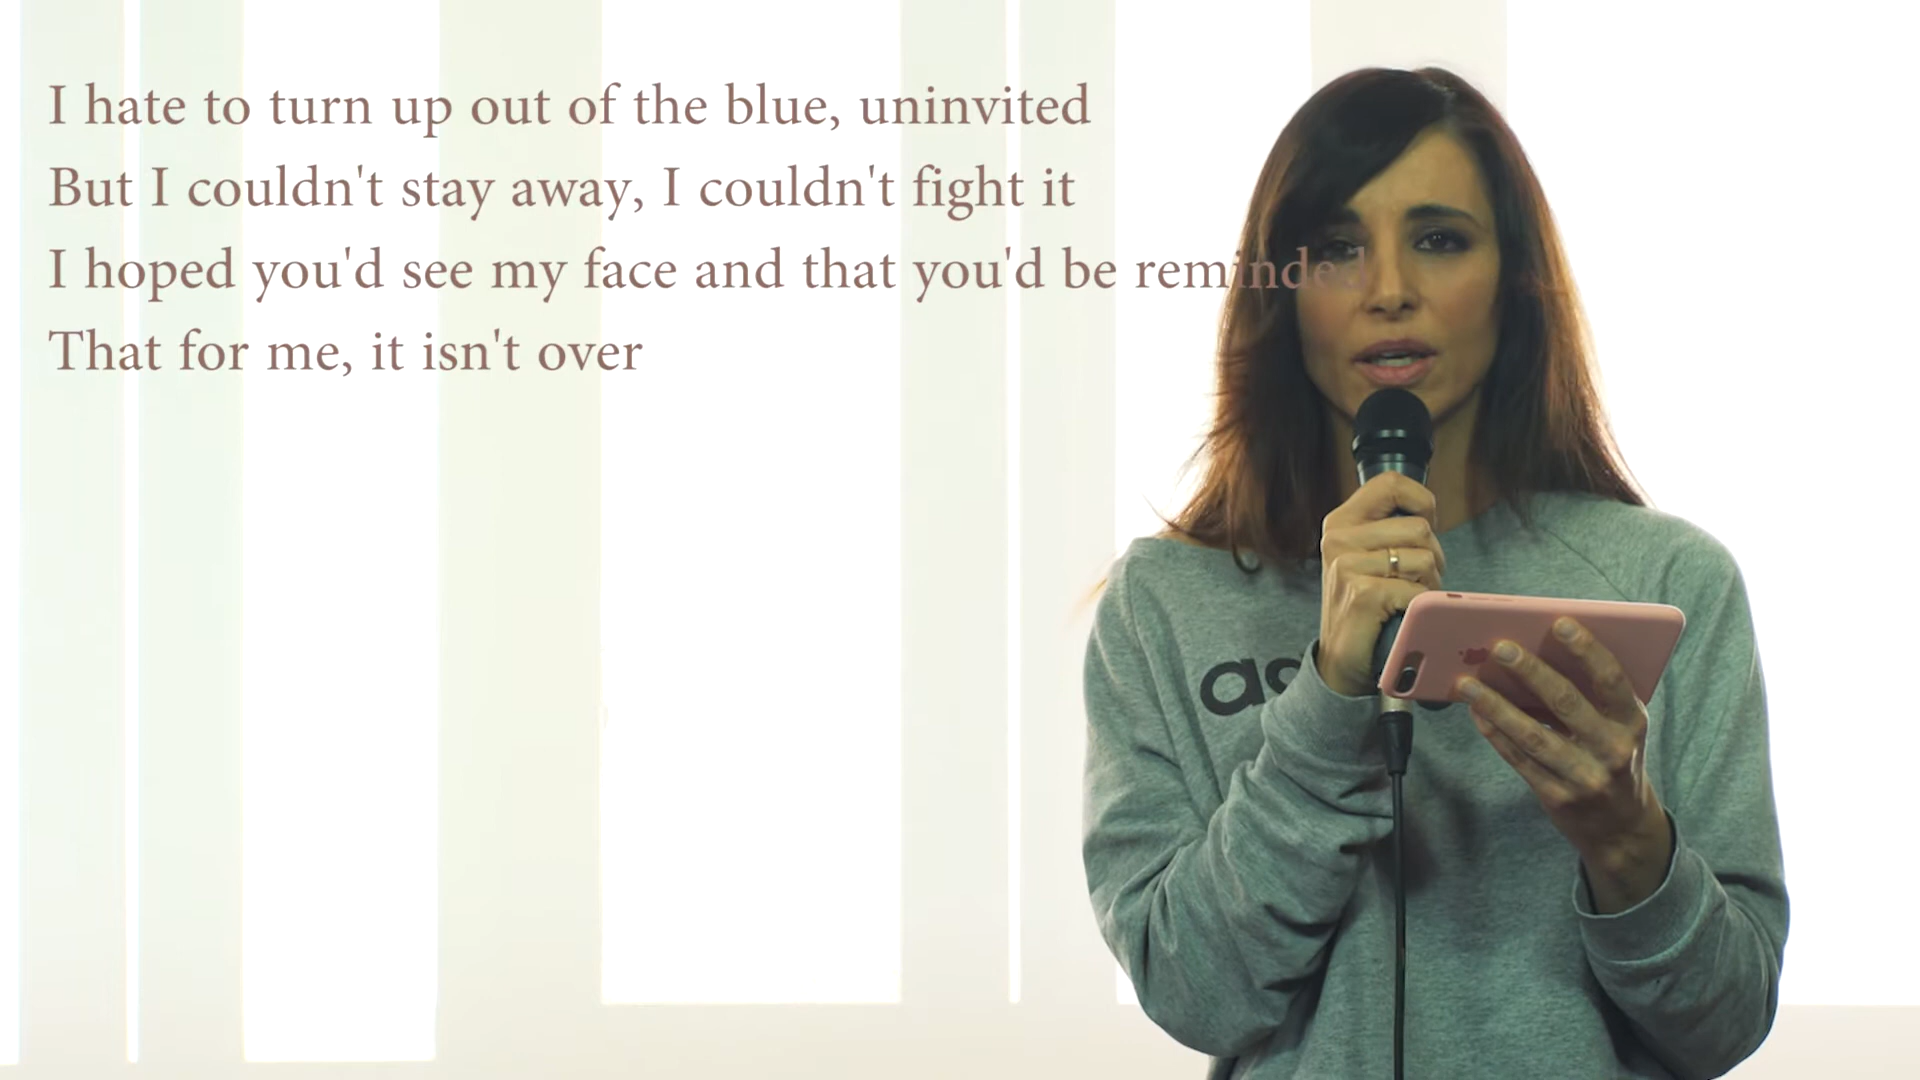 I hate to turn up out of the blue, uninvited
But I couldn't stay away, I couldn't fight it
I hoped you'd see my face and that you'd be reminded
That for me, it isn't over